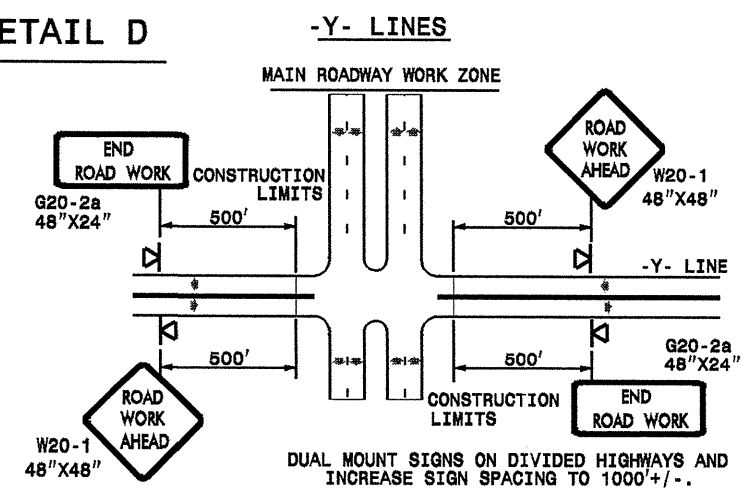 ETAIL D
-Y- LINES
MAIN ROADWAY WORK ZONE
END
ROAD WORK
G20-2a
48"X24"
CONSTRUCTION
LIMITS
500'
ROAD
WORK
AHEAD
W20-1
48"X48"
500'
-Y- LINE
500'
ROAD
WORK
AHEAD
W20-1
48"X48"
500'
CONSTRUCTION
LIMITS
G20-2a
48"X24"
END
ROAD WORK
DUAL MOUNT SIGNS ON DIVIDED HIGHWAYS AND
INCREASE SIGN SPACING TO 1000'+/-.